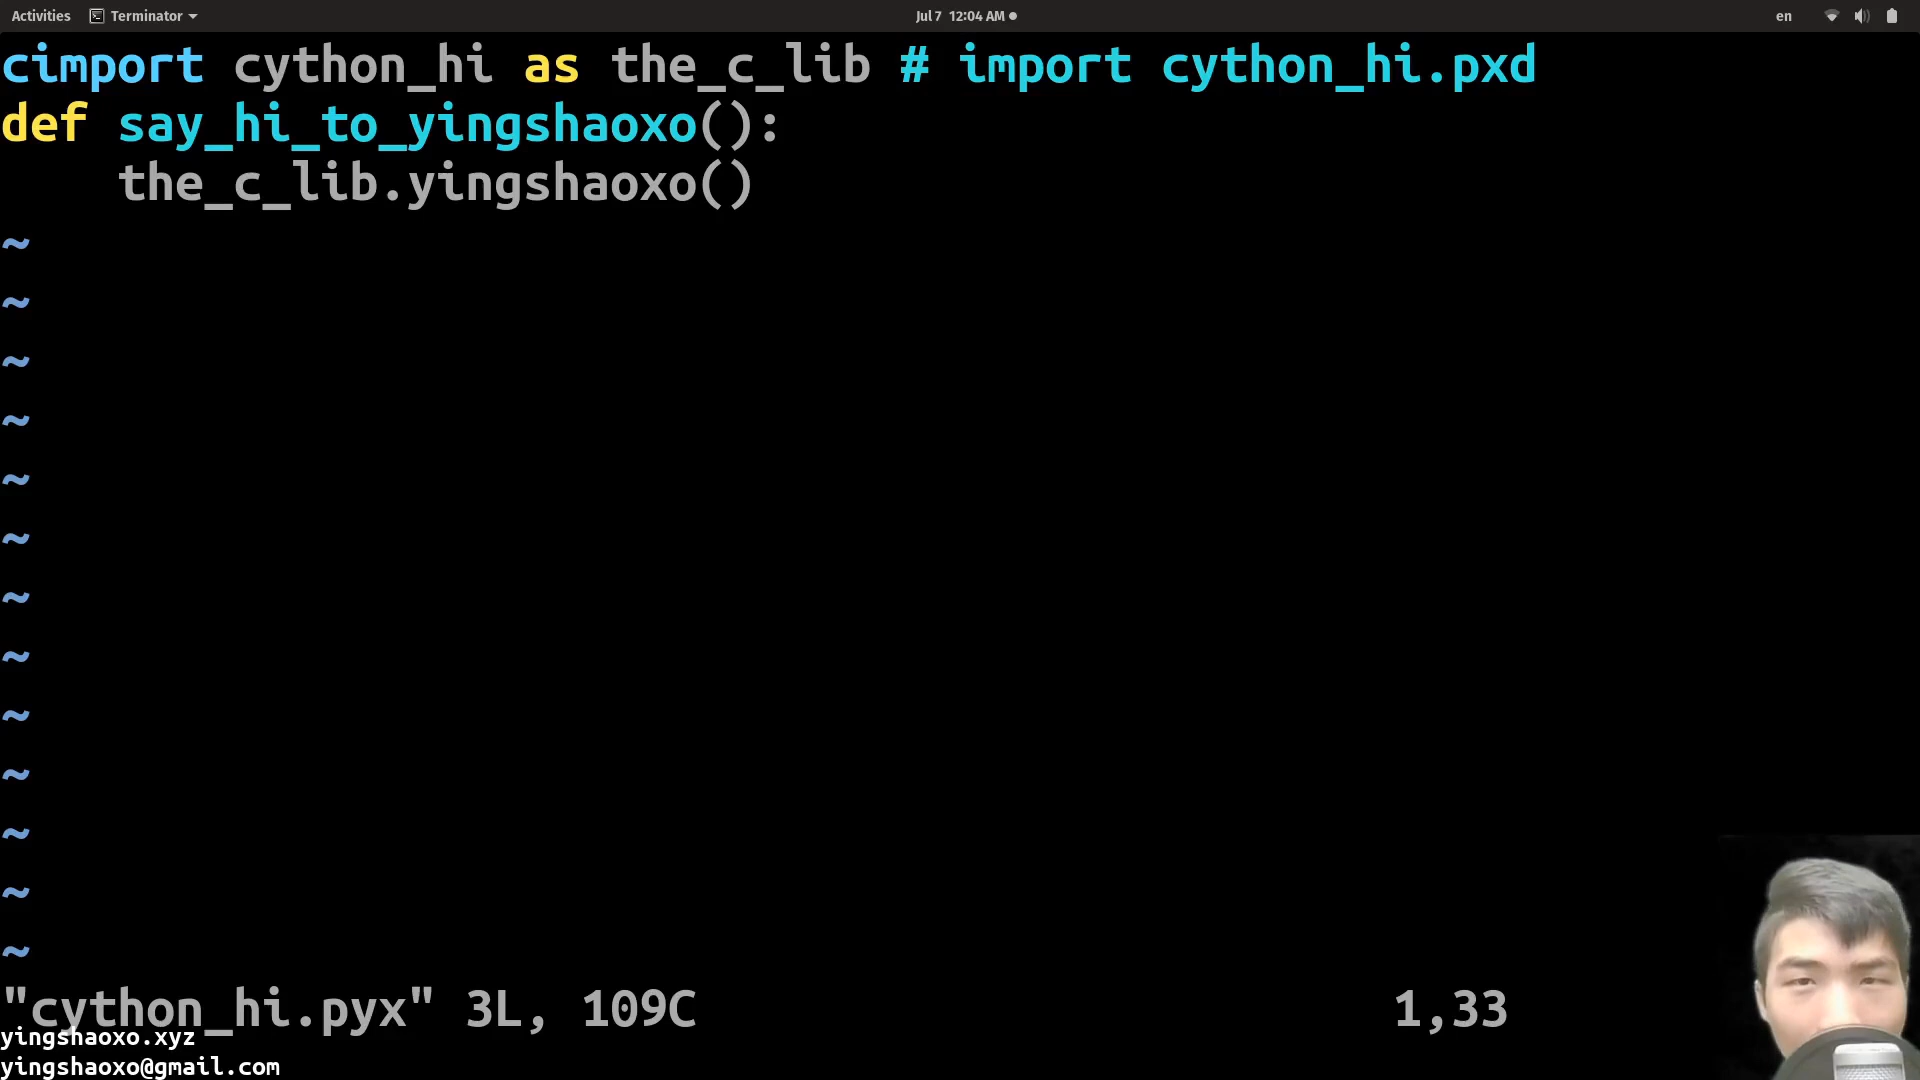 Activities Terminator Jul 7 12:04 AM en
cimport cython_hi as the_c_lib # import cython_hi.pxd
def say_hi_to_yingshaoxo():
    the_c_lib.yingshaoxo()
~
~
~
~
~
~
~
~
~
~
~
~
~
"cython_hi.pyx" 3L, 109C 1,33
yingshaoxo.xyz
yingshaoxo@gmail.com